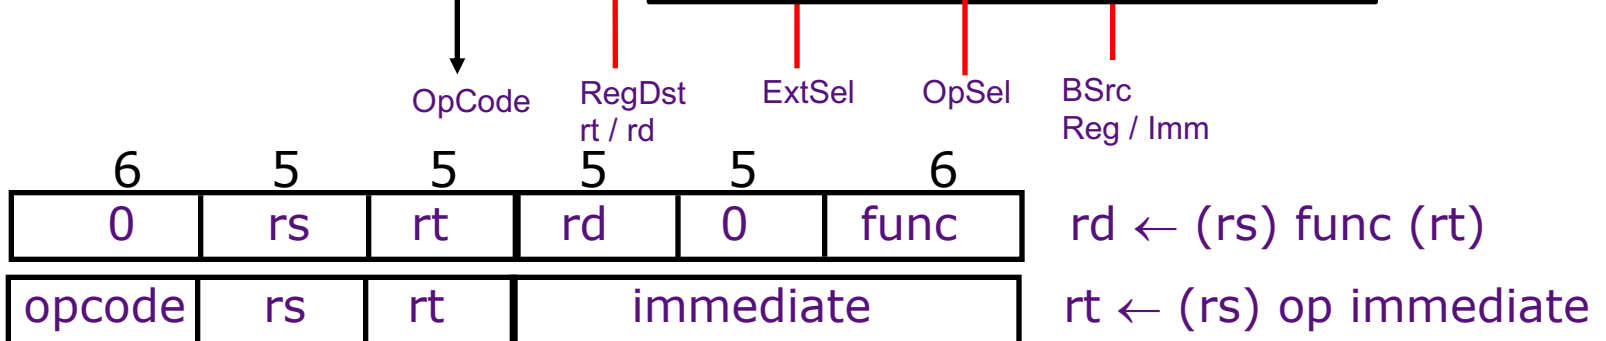 OpCode RegDst ExtSel OpSel BSrc
rt / rd Reg / Imm
6 5 5 5 5 6
0 rs rt rd 0 func rd ← (rs) func (rt)
opcode rs rt immediate rt ← (rs) op immediate